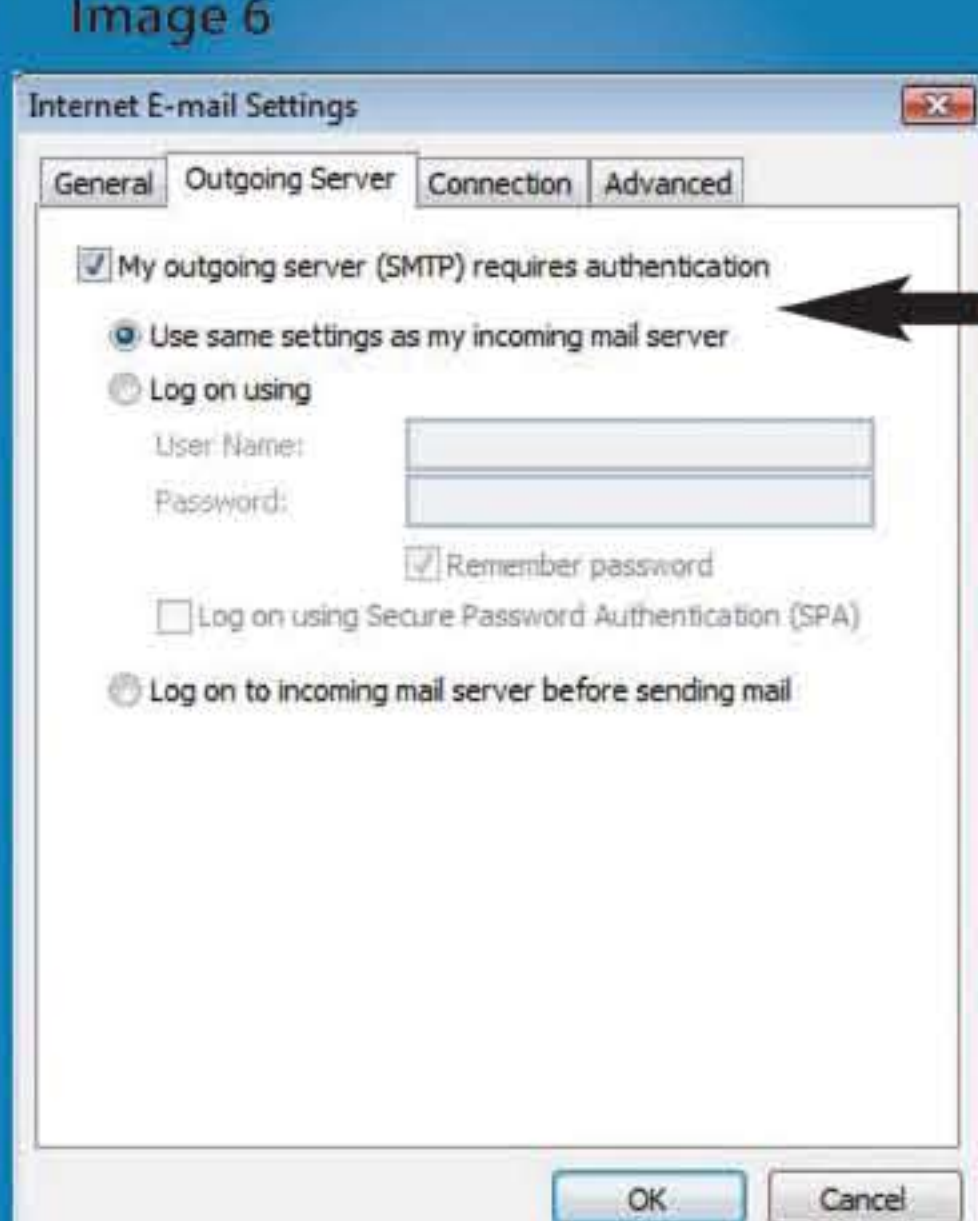 Image 6
Internet E-mail Settings
General Outgoing Server Connection Advanced
My outgoing server (SMTP) requires authentication
Use same settings as my incoming mail server
Log on using
User Name:
Password:
Remember password
Log on using Secure Password Authentication (SPA)
Log on to incoming mail server before sending mail
OK Cancel